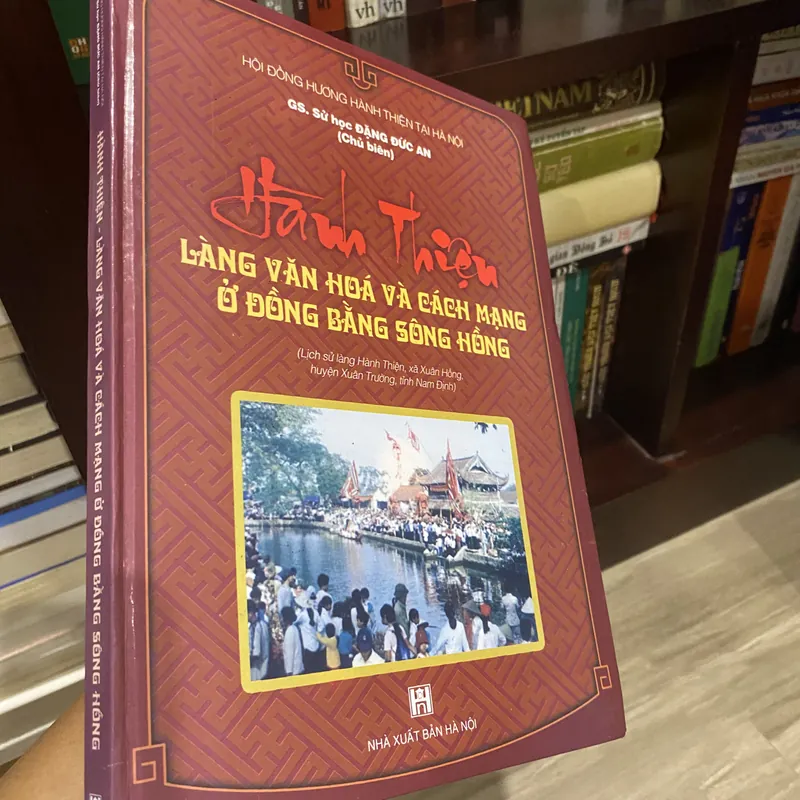 HỘI ĐỒNG HƯƠNG HÀNH THIỆN TẠI HÀ NỘI
GS. Sử học ĐẶNG ĐỨC AN
(Chủ biên)
Hành Thiện
LÀNG VĂN HOÁ VÀ CÁCH MẠNG
Ở ĐỒNG BẰNG SÔNG HỒNG
(Lịch sử làng Hành Thiện, xã Xuân Hồng,
huyện Xuân Trường, tỉnh Nam Định)
NHÀ XUẤT BẢN HÀ NỘI
HÀNH THIỆN - LÀNG VĂN HOÁ VÀ CÁCH MẠNG Ở ĐỒNG BẰNG SÔNG HỒNG
vh
vh